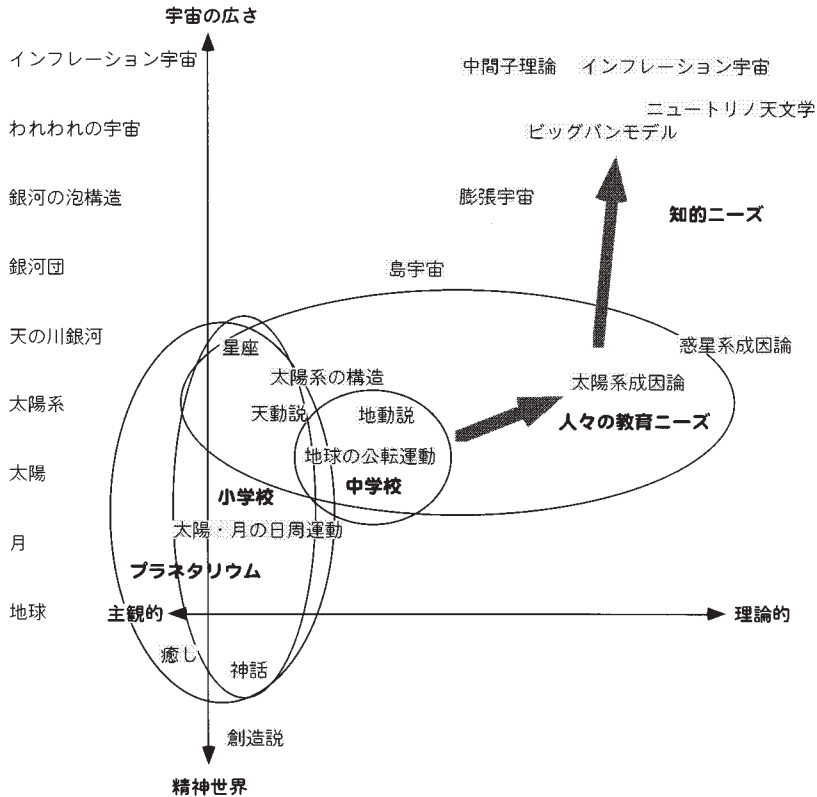 宇宙の広さ
インフレーション宇宙
中間子理論
インフレーション宇宙
ニュートリノ天文学
われわれの宇宙
ビッグバンモデル
銀河の泡構造
膨張宇宙
知的ニーズ
銀河団
島宇宙
天の川銀河
星座
惑星系成因論
太陽系の構造
太陽系成因論
太陽系
天動説
地動説
人々の教育ニーズ
地球の公転運動
太陽
中学校
小学校
太陽・月の日周運動
月
プラネタリウム
地球
主観的
理論的
癒し
神話
創造説
精神世界